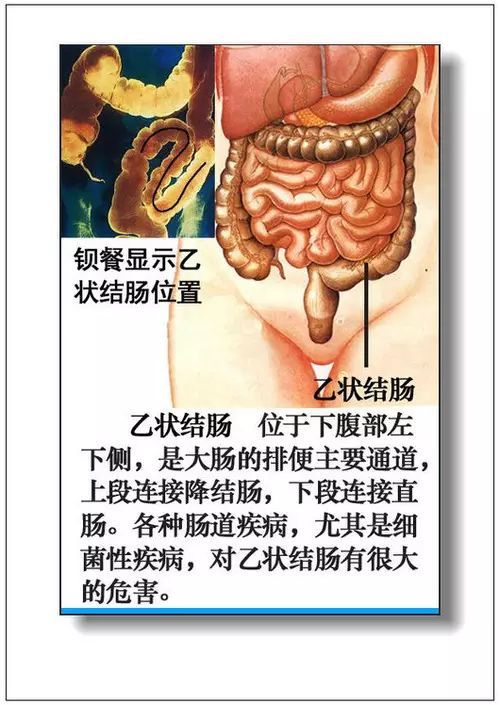 钡餐显示乙
状结肠位置
乙状结肠
乙状结肠 位于下腹部左
下侧，是大肠的排便主要通道，
上段连接降结肠，下段连接直
肠。各种肠道疾病，尤其是细
菌性疾病，对乙状结肠有很大
的危害。